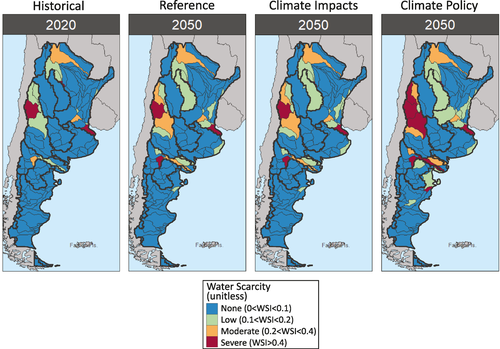 Historical
Reference
Climate Impacts
Climate Policy
2020
2050
2050
2050
Water Scarcity
(unitless)
None (0<WSI<0.1)
Low (0.1<WSI<0.2)
Moderate (0.2<WSI<0.4)
Severe (WSI>0.4)